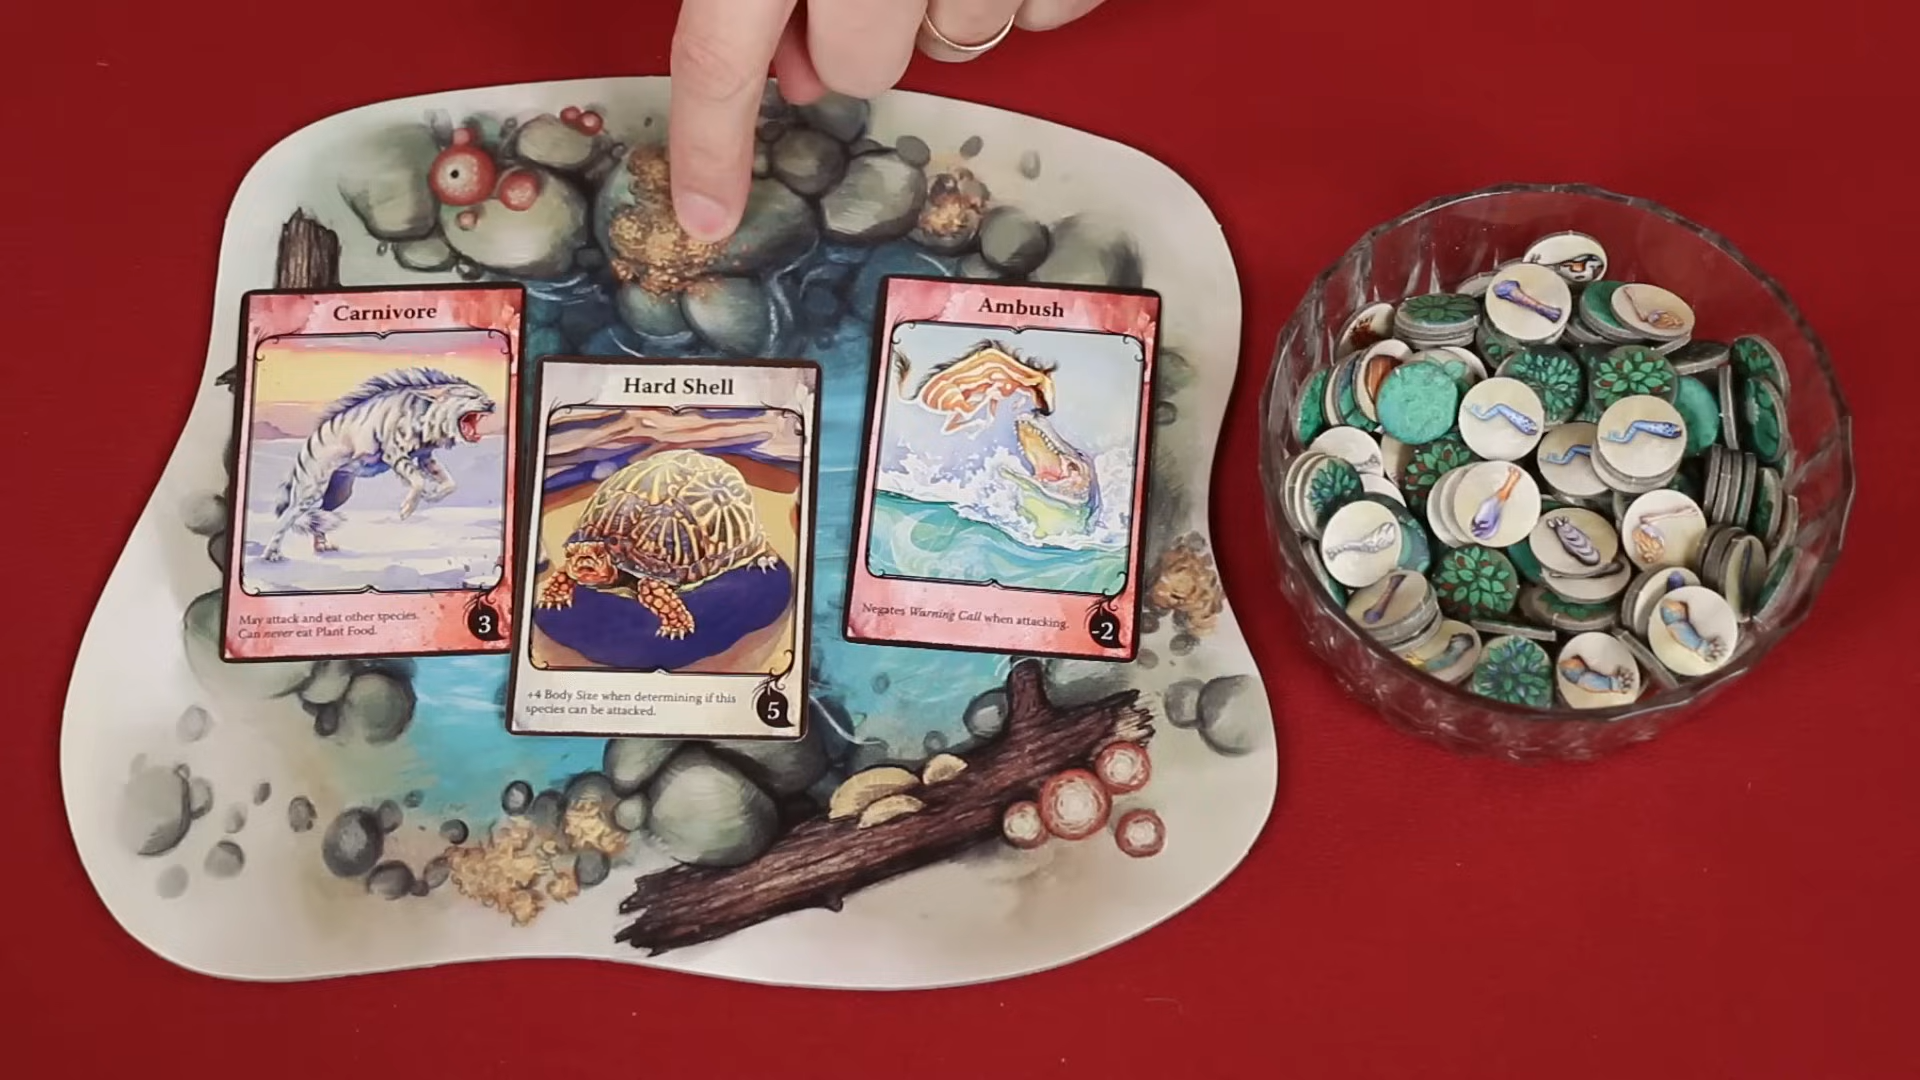 Carnivore
May attack and eat other species.
Can never eat Plant Food.
3
Hard Shell
+4 Body Size when determining if this
species can be attacked.
5
Ambush
Negates Warning Call when attacking.
-2